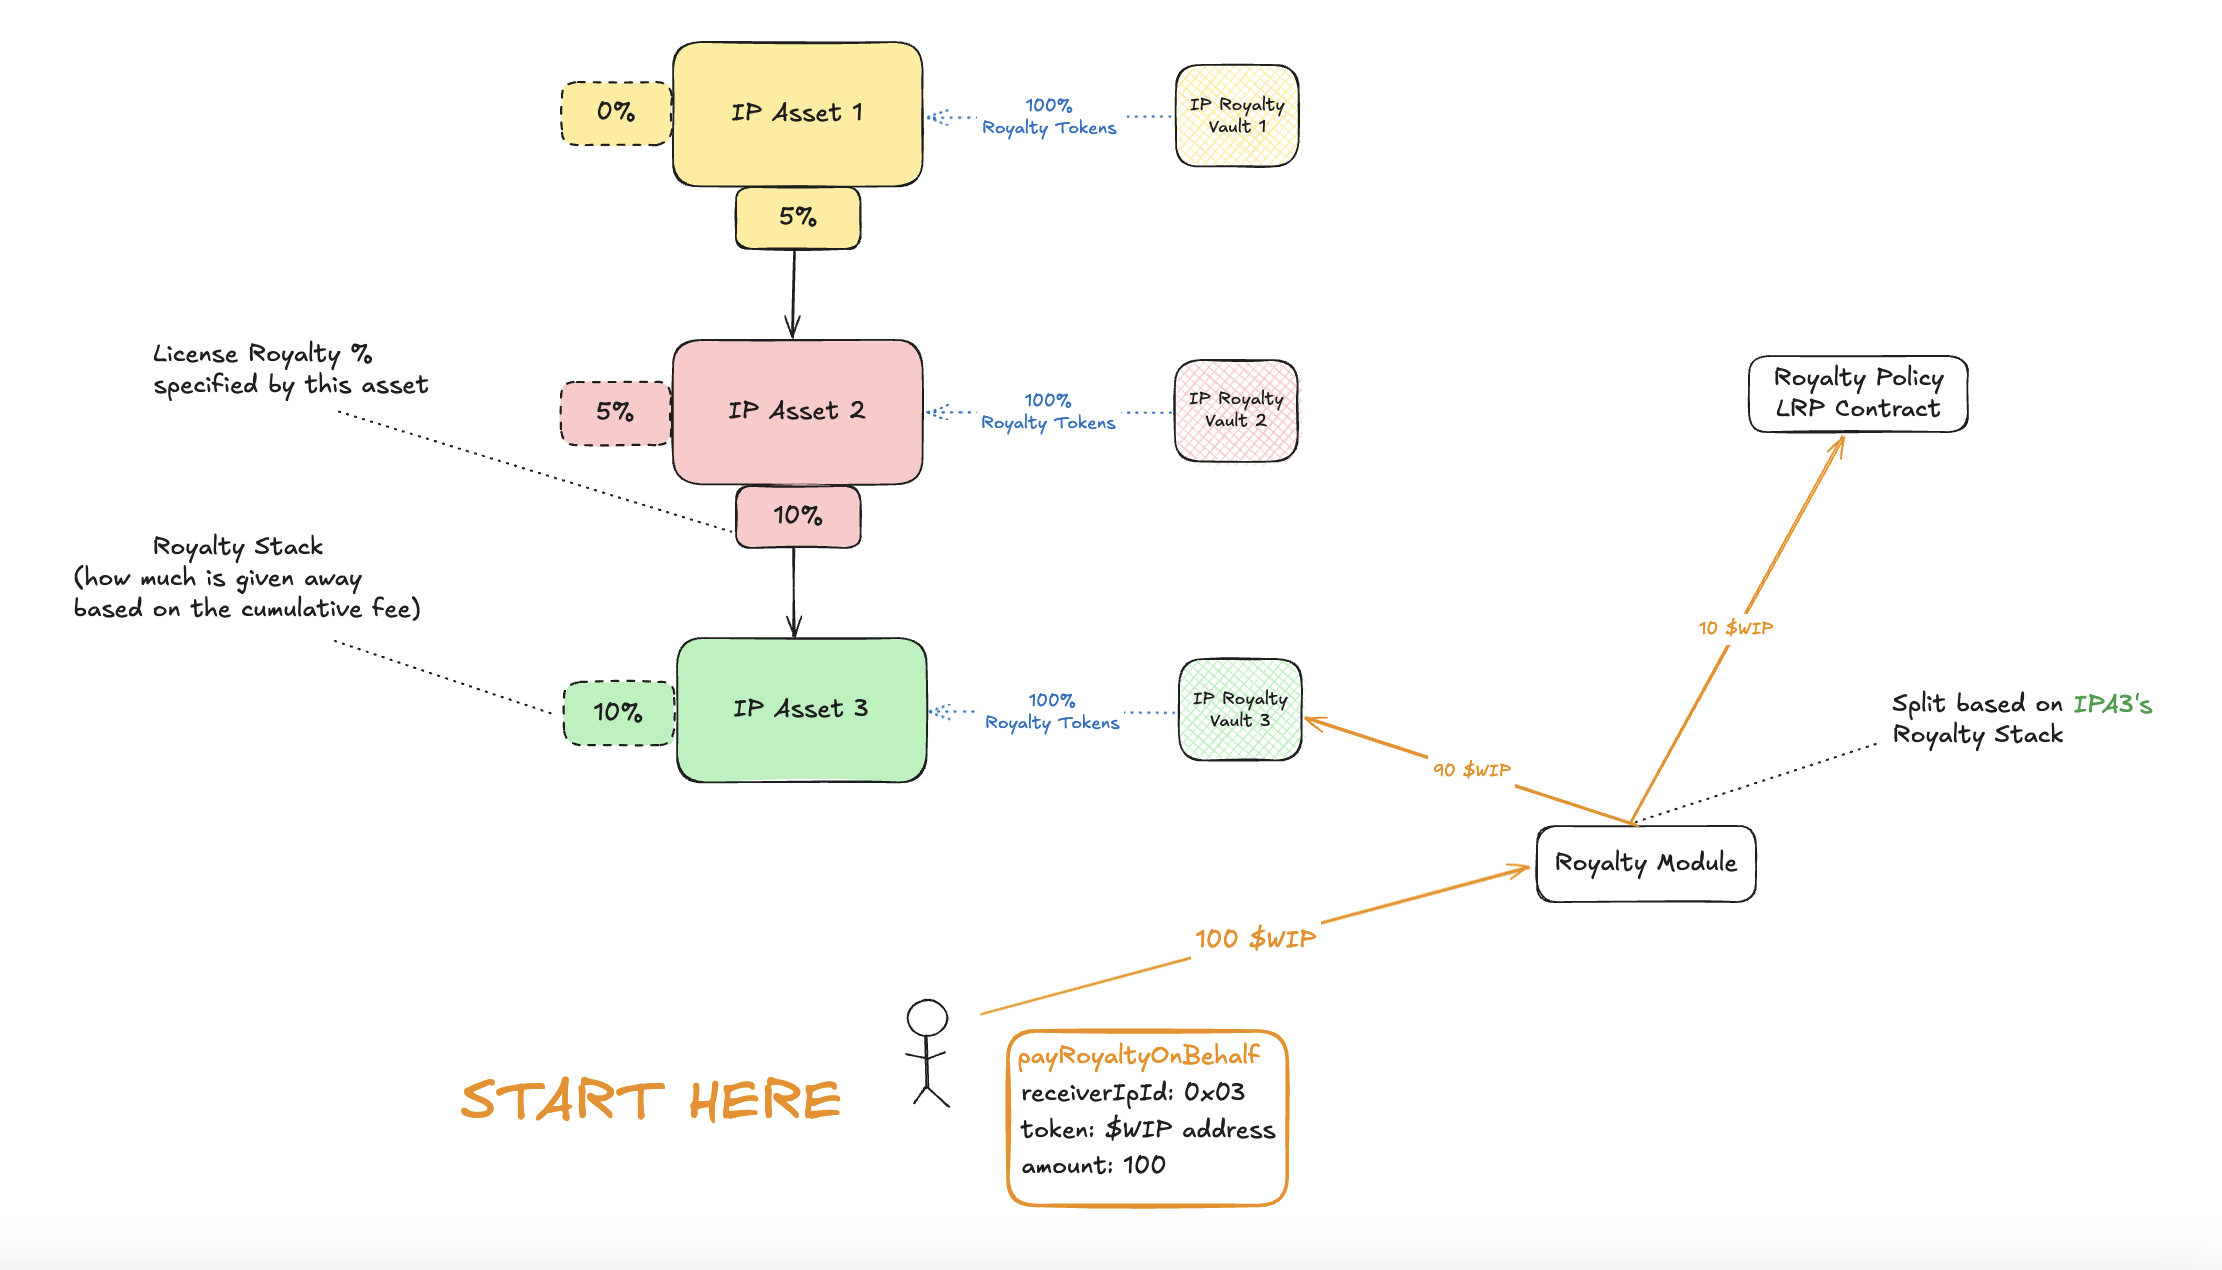 0%
IP Asset 1
100%
Royalty Tokens
IP Royalty
Vault 1
5%
License Royalty %
specified by this asset
5%
IP Asset 2
100%
Royalty Tokens
IP Royalty
Vault 2
Royalty Policy
LRP Contract
10%
Royalty Stack
(how much is given away
based on the cumulative fee)
10%
IP Asset 3
100%
Royalty Tokens
IP Royalty
Vault 3
10 $WIP
90 $WIP
Split based on IPA3's
Royalty Stack
Royalty Module
100 $WIP
START HERE
payRoyaltyOnBehalf
receiverIpId: 0x03
token: $WIP address
amount: 100